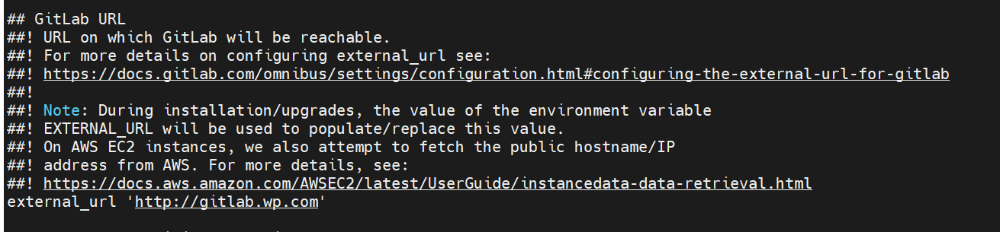 ## GitLab URL
##! URL on which GitLab will be reachable.
##! For more details on configuring external_url see:
##! https://docs.gitlab.com/omnibus/settings/configuration.html#configuring-the-external-url-for-gitlab
##!
##! Note: During installation/upgrades, the value of the environment variable
##! EXTERNAL_URL will be used to populate/replace this value.
##! On AWS EC2 instances, we also attempt to fetch the public hostname/IP
##! address from AWS. For more details, see:
##! https://docs.aws.amazon.com/AWSEC2/latest/UserGuide/instancedata-data-retrieval.html
external_url 'http://gitlab.wp.com'